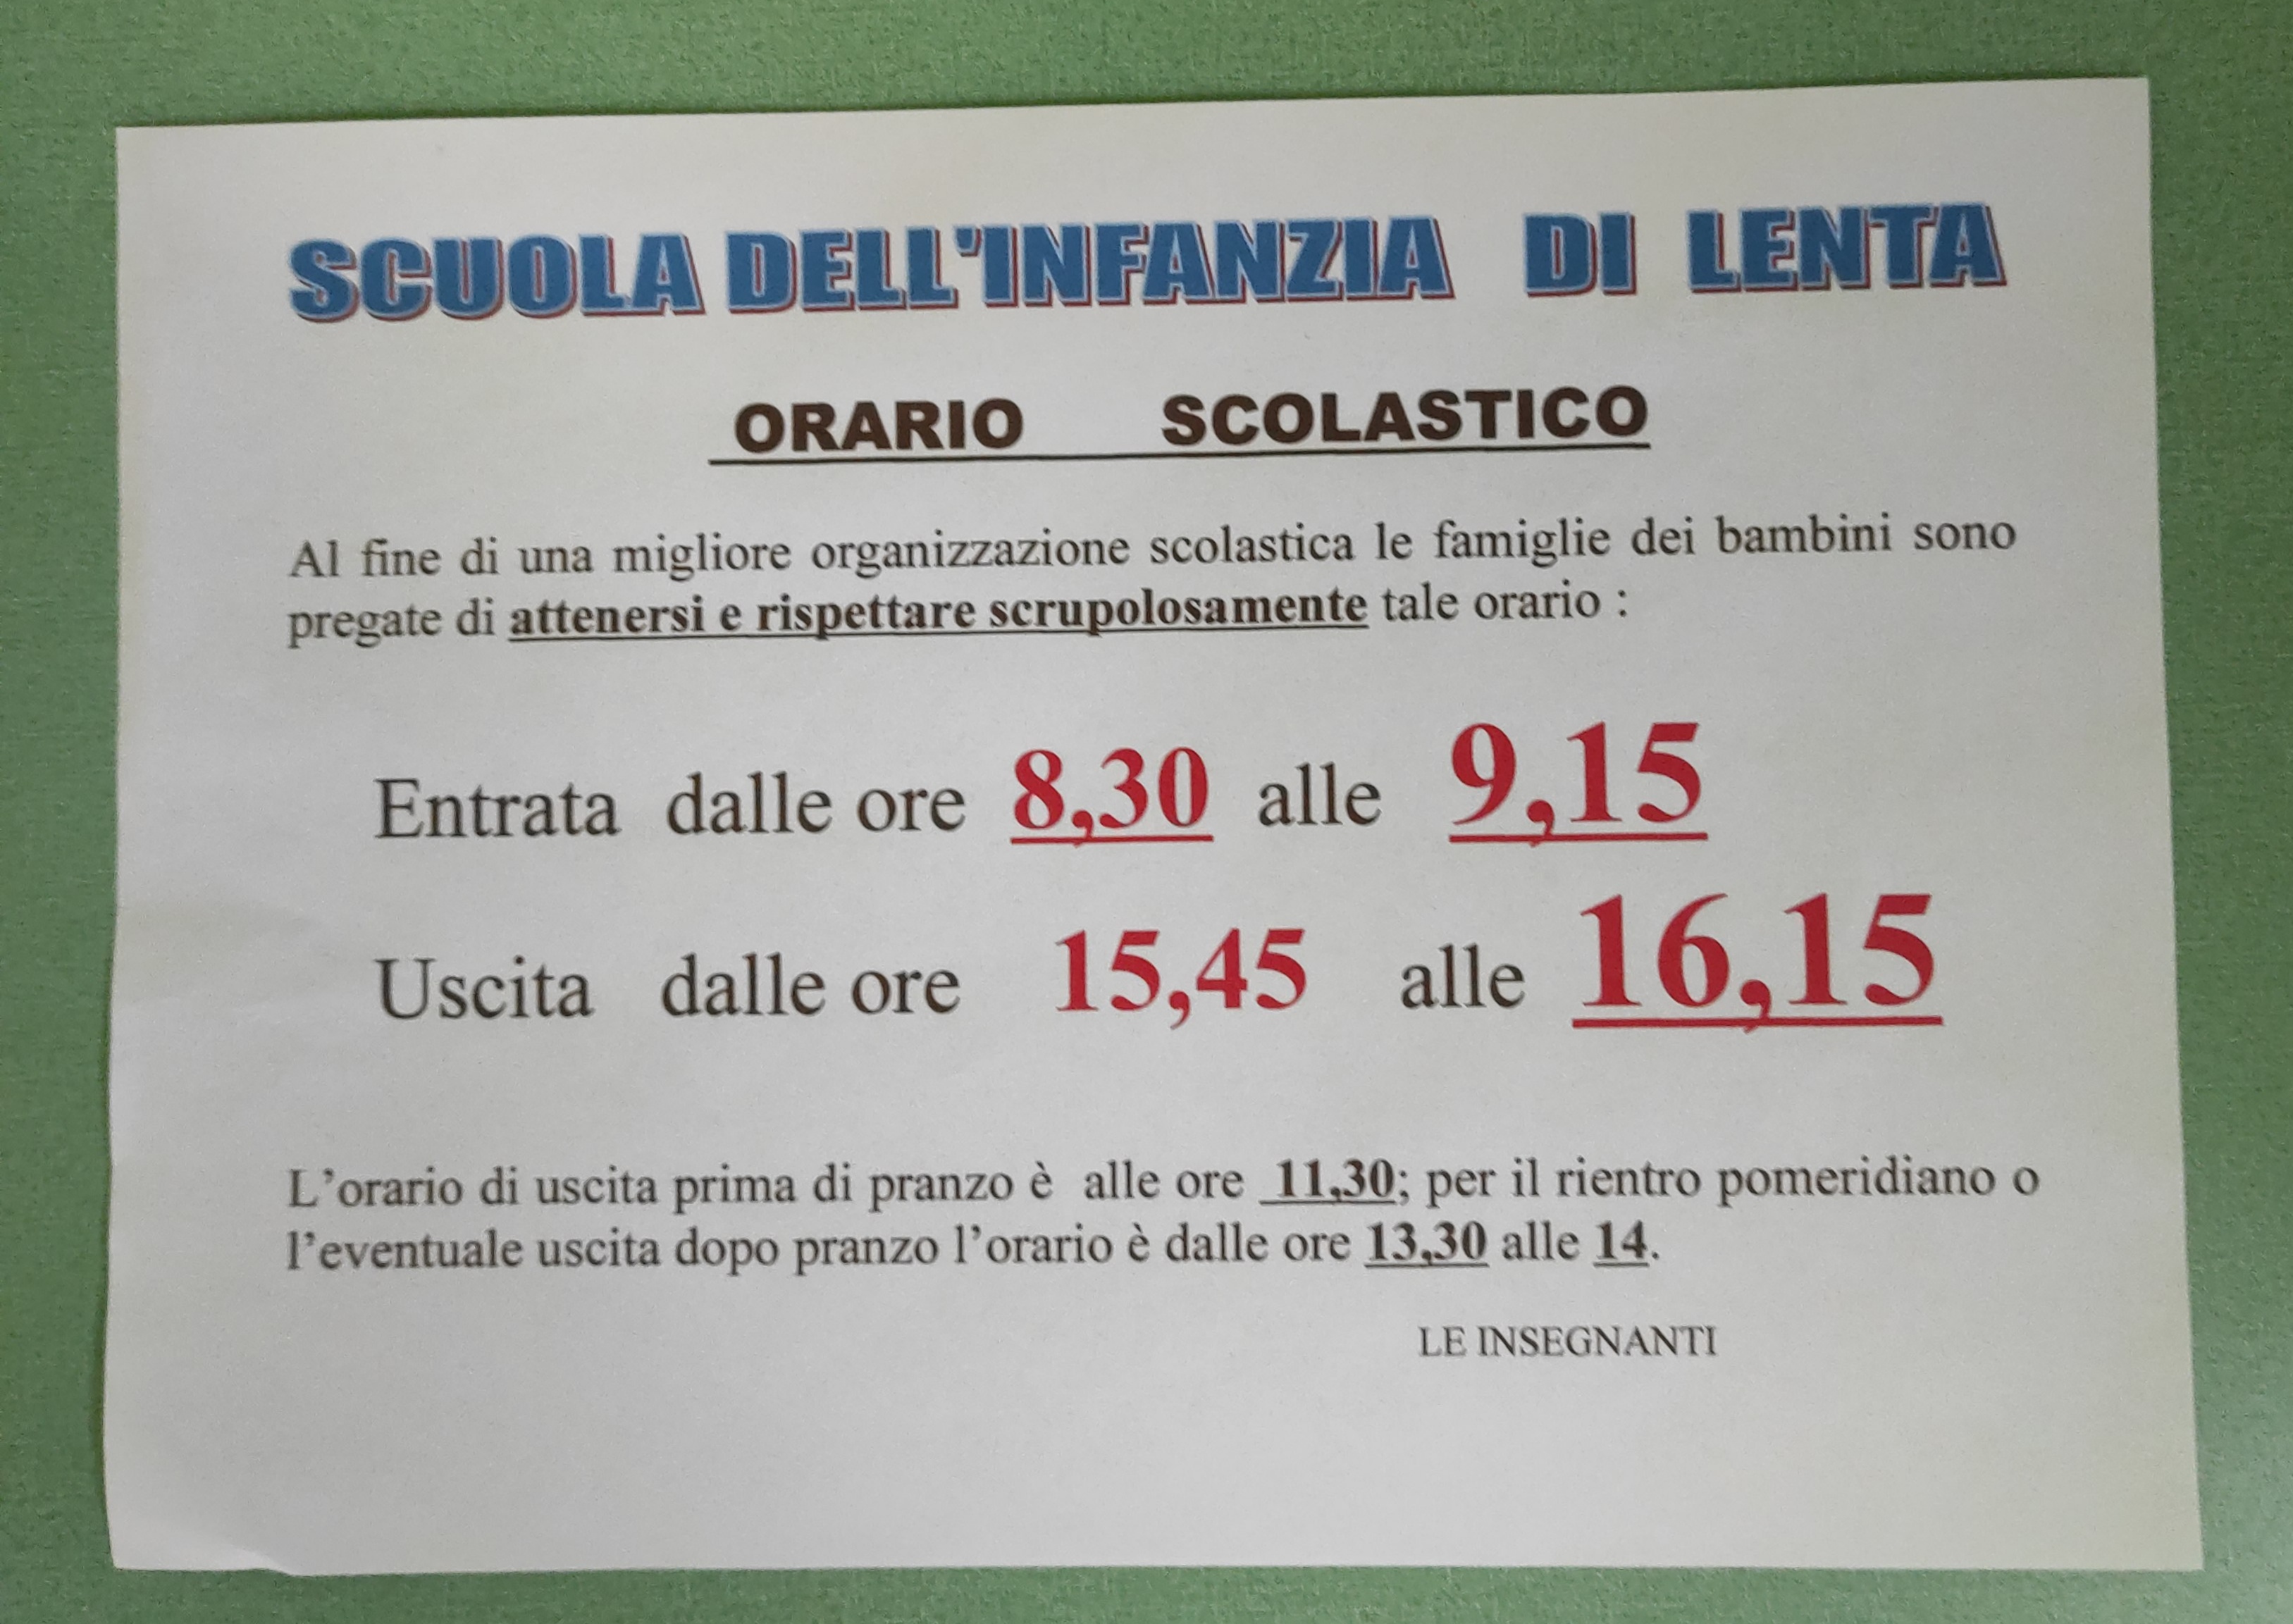 SCUOLA DELL'INFANZIA DI LENTA
ORARIO SCOLASTICO
Al fine di una migliore organizzazione scolastica le famiglie dei bambini sono
pregate di attenersi e rispettare scrupolosamente tale orario :
Entrata dalle ore 8,30 alle 9,15
Uscita dalle ore 15,45 alle 16,15
L’orario di uscita prima di pranzo è alle ore 11,30; per il rientro pomeridiano o
l’eventuale uscita dopo pranzo l’orario è dalle ore 13,30 alle 14.
LE INSEGNANTI